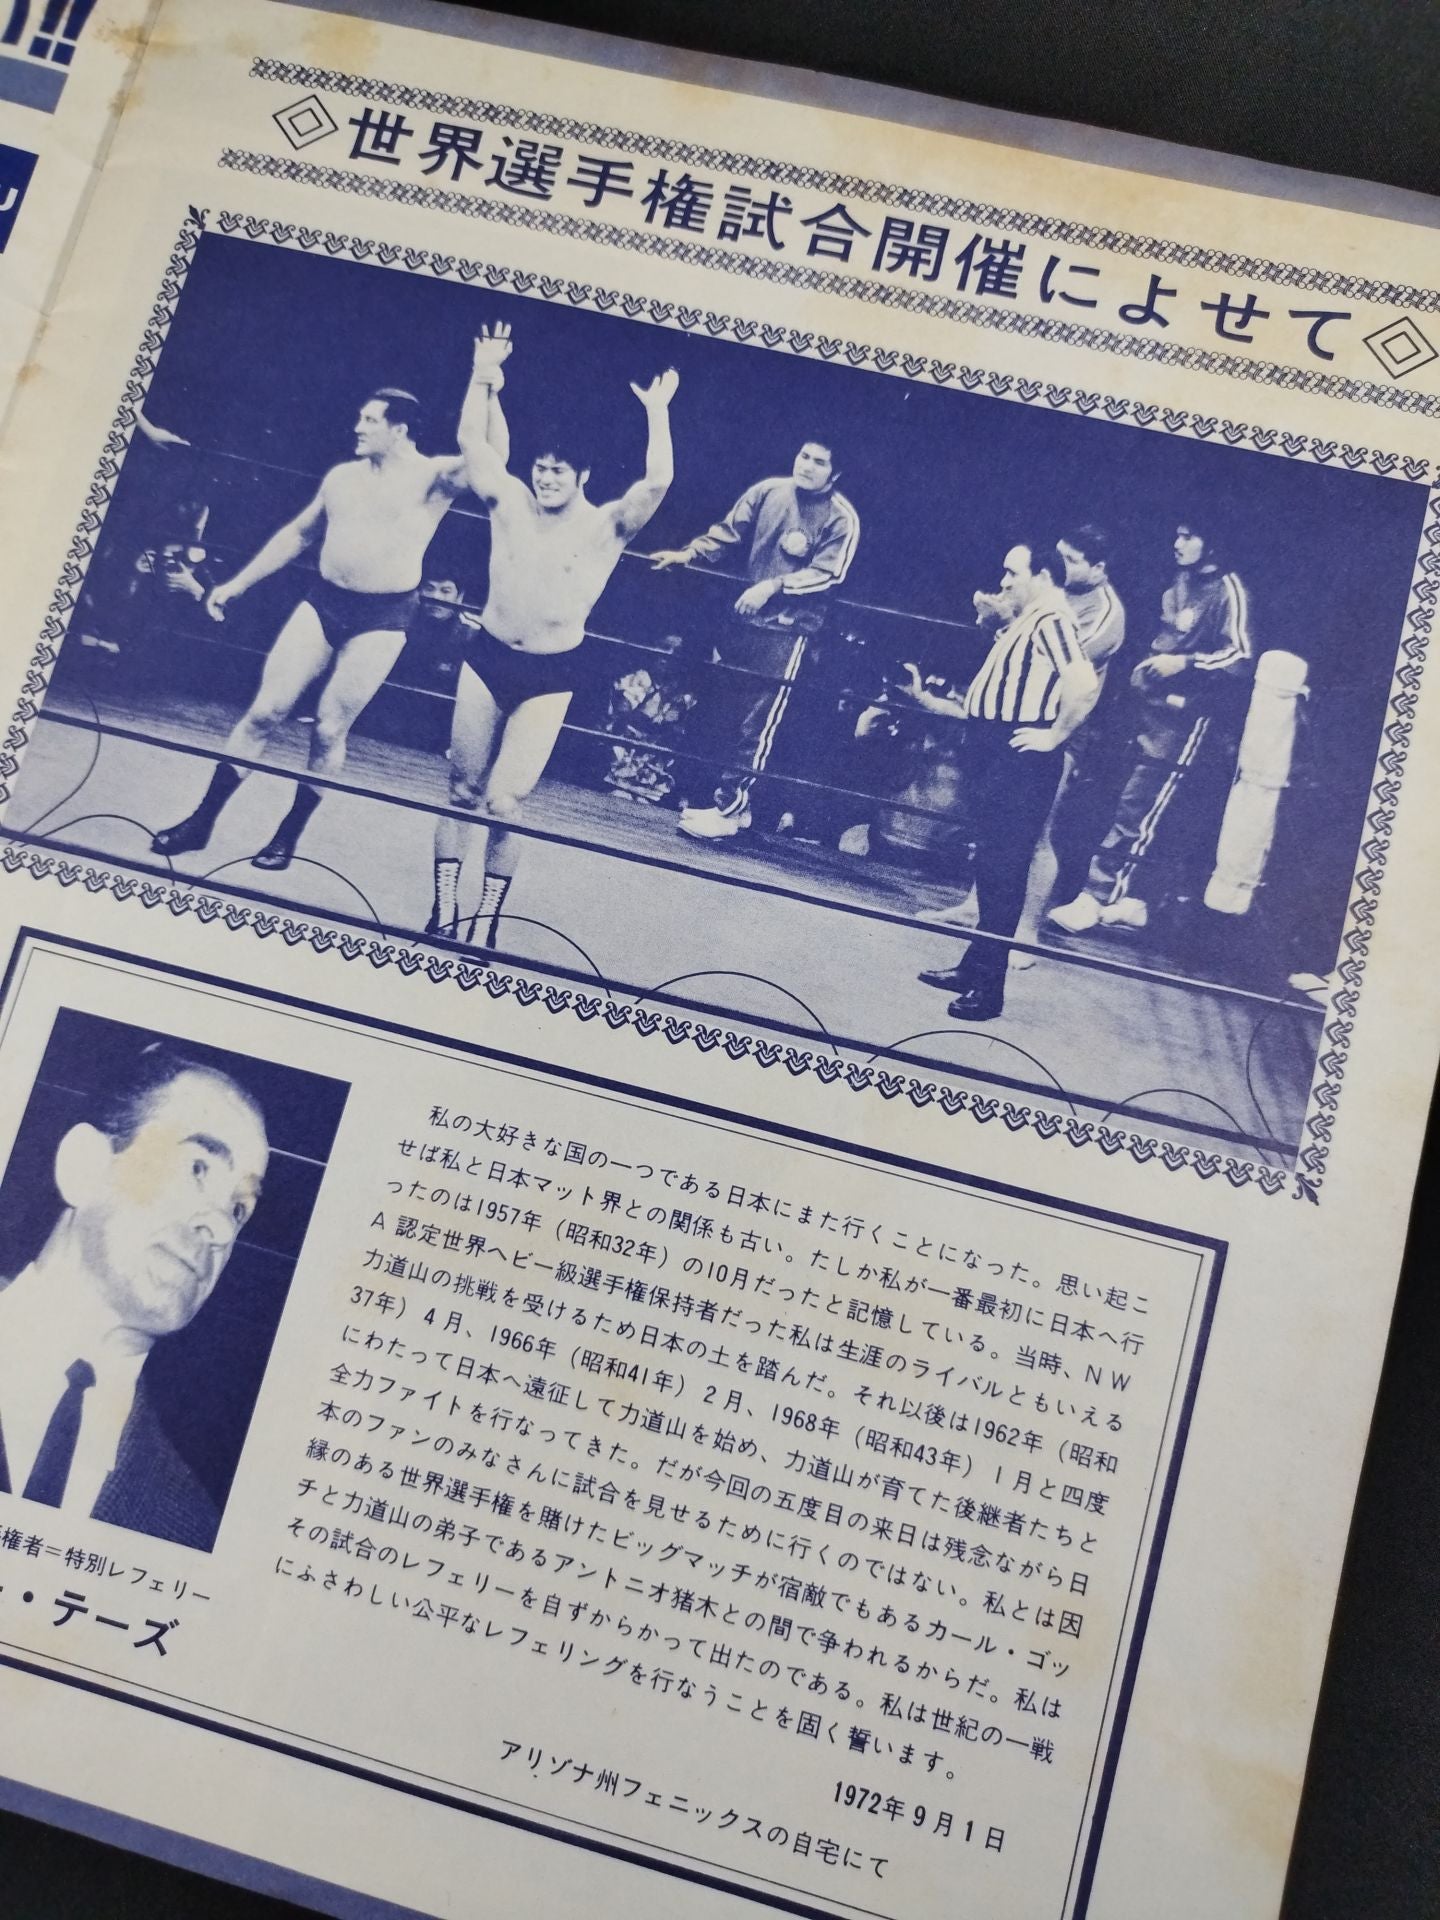 !!
U
世界選手権試合開催によせて
私の大好きな国の一つである日本にまた行くことになった。思い起こ
せば私と日本マット界との関係も古い。たしか私が一番最初に日本へ行
ったのは1957年（昭和32年）の10月だったと記憶している。当時、NW
A 認定世界ヘビー級選手権保持者だった私は生涯のライバルともいえる
力道山の挑戦を受けるため日本の土を踏んだ。それ以後は1962年（昭和
37年）4月、1966年（昭和41年）2月、1968年（昭和43年）1月と四度
にわたって日本へ遠征して力道山を始め、力道山が育てた後継者たちと
全力ファイトを行なってきた。だが今回の五度目の来日は残念ながら日
本のファンのみなさんに試合を見せるために行くのではない。私とは因
縁のある世界選手権を賭けたビッグマッチが宿敵でもあるカール・ゴッ
チと力道山の弟子であるアントニオ猪木との間で争われるからだ。私は
その試合のレフェリーを自ずからかって出たのである。私は世紀の一戦
にふさわしい公平なレフェリングを行なうことを固く誓います。
1972年9月1日
アリゾナ州フェニックスの自宅にて
権者＝特別レフェリー
・テーズ